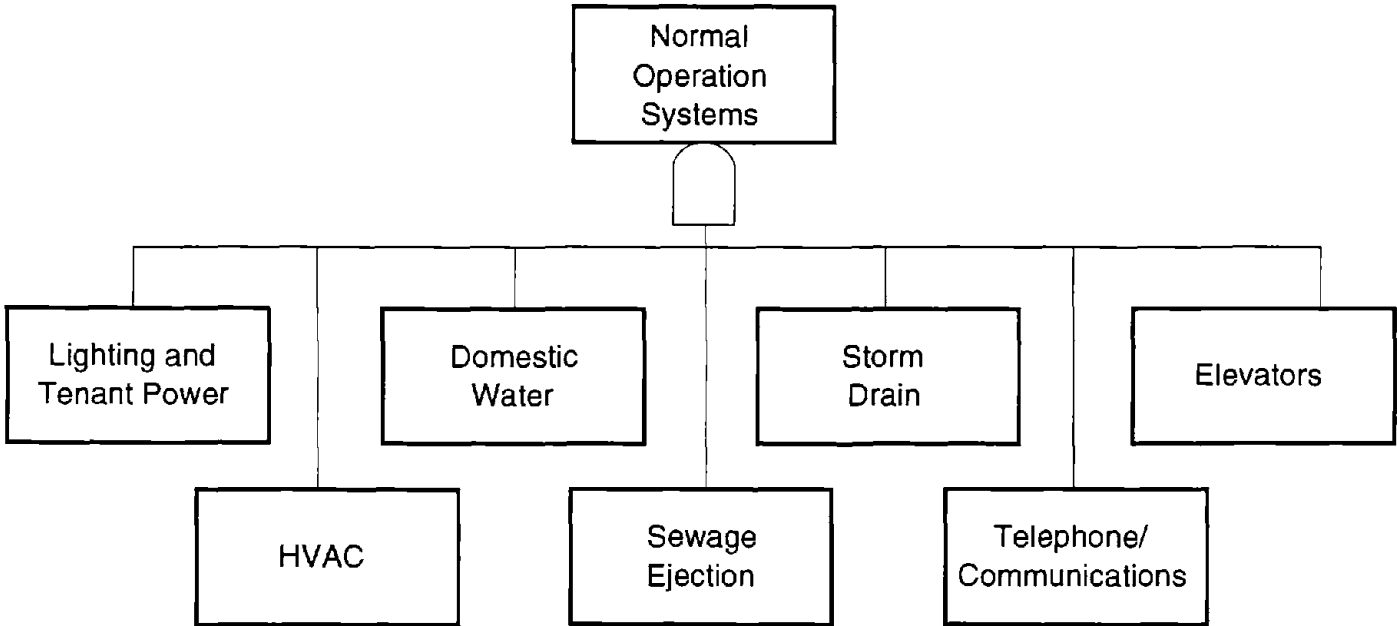 Normal
Operation
Systems
Lighting and
Tenant Power
Domestic
Water
Storm
Drain
Elevators
HVAC
Sewage
Ejection
Telephone/
Communications